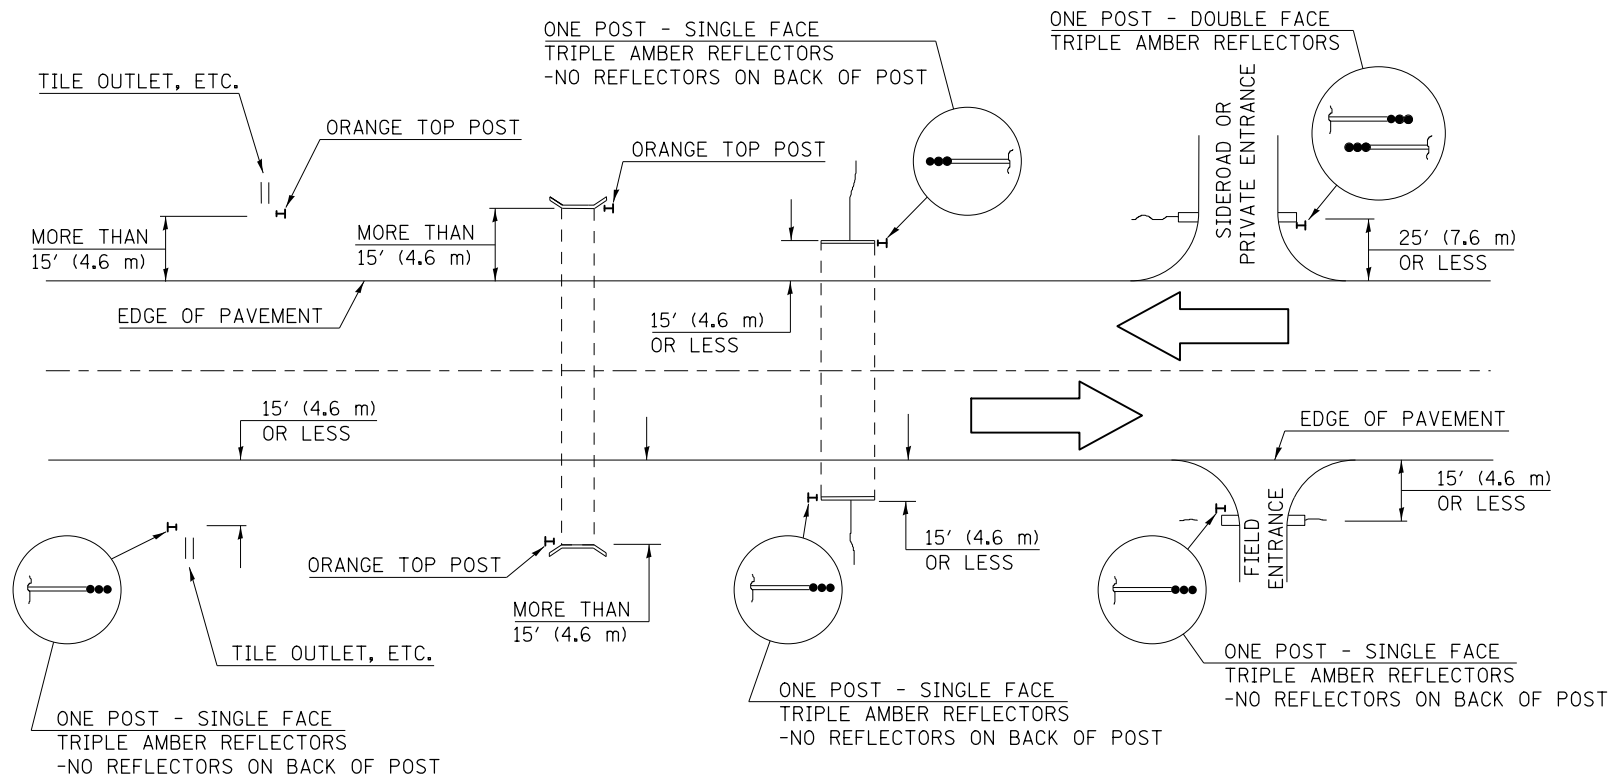 ONE POST - SINGLE FACE
TRIPLE AMBER REFLECTORS
-NO REFLECTORS ON BACK OF POST
ONE POST - DOUBLE FACE
TRIPLE AMBER REFLECTORS
TILE OUTLET, ETC.
ORANGE TOP POST
ORANGE TOP POST
SIDEROAD OR
PRIVATE ENTRANCE
MORE THAN
15' (4.6 m)
MORE THAN
15' (4.6 m)
25' (7.6 m)
OR LESS
EDGE OF PAVEMENT
15' (4.6 m)
OR LESS
15' (4.6 m)
OR LESS
EDGE OF PAVEMENT
15' (4.6 m)
OR LESS
FIELD
ENTRANCE
15' (4.6 m)
OR LESS
ORANGE TOP POST
MORE THAN
15' (4.6 m)
TILE OUTLET, ETC.
ONE POST - SINGLE FACE
TRIPLE AMBER REFLECTORS
-NO REFLECTORS ON BACK OF POST
ONE POST - SINGLE FACE
TRIPLE AMBER REFLECTORS
-NO REFLECTORS ON BACK OF POST
ONE POST - SINGLE FACE
TRIPLE AMBER REFLECTORS
-NO REFLECTORS ON BACK OF POST